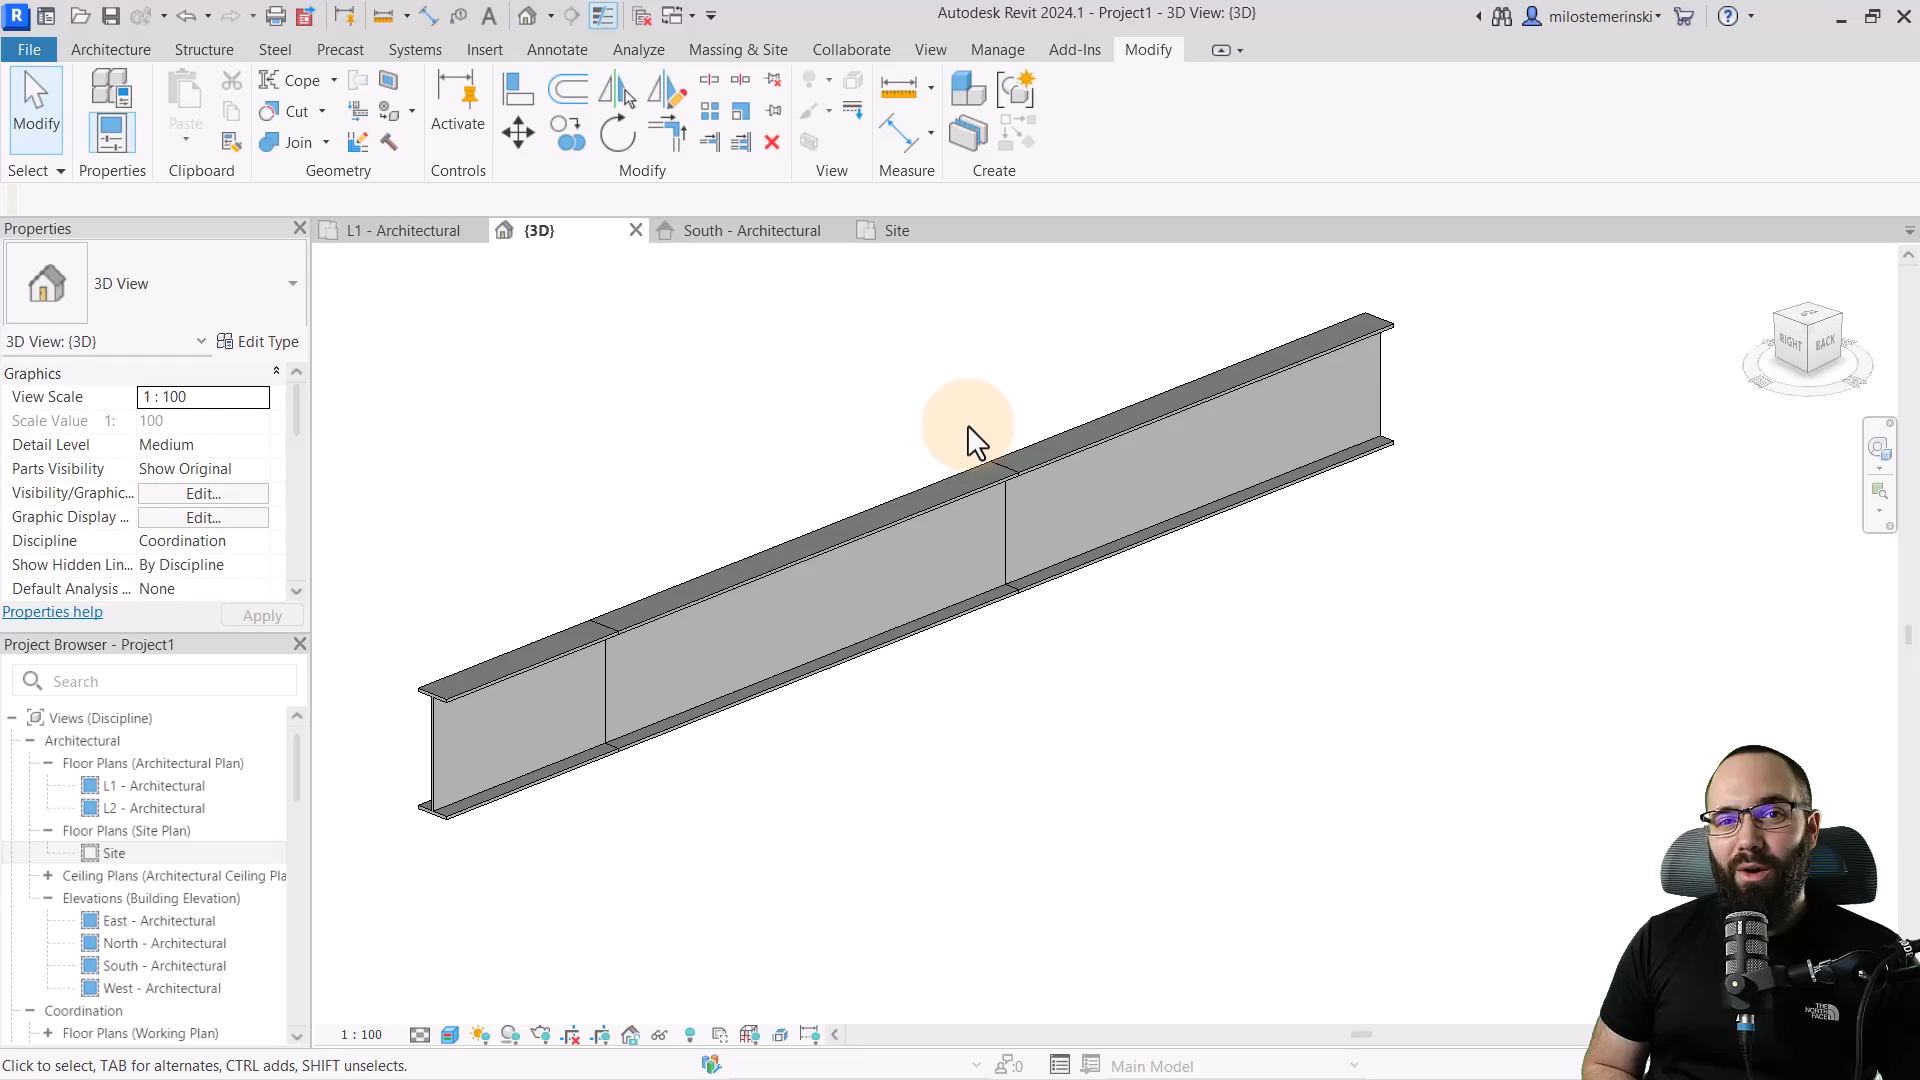 Autodesk Revit 2024.1 - Project1 - 3D View: {3D}
milostemerinski
File
Architecture
Structure
Steel
Precast
Systems
Insert
Annotate
Analyze
Massing & Site
Collaborate
View
Manage
Add-Ins
Modify
Modify
Paste
Cope
Cut
Join
Activate
Select
Properties
Clipboard
Geometry
Controls
Modify
View
Measure
Create
Properties
L1 - Architectural
{3D}
South - Architectural
Site
3D View
3D View: {3D}
Edit Type
Graphics
View Scale 1 : 100
Scale Value 1: 100
Detail Level Medium
Parts Visibility Show Original
Visibility/Graphic... Edit...
Graphic Display ... Edit...
Discipline Coordination
Show Hidden Lin... By Discipline
Default Analysis ... None
Properties help
Apply
RIGHT
BACK
Project Browser - Project1
Search
Views (Discipline)
Architectural
Floor Plans (Architectural Plan)
L1 - Architectural
L2 - Architectural
Floor Plans (Site Plan)
Site
Ceiling Plans (Architectural Ceiling Pla
Elevations (Building Elevation)
East - Architectural
North - Architectural
South - Architectural
West - Architectural
Coordination
Floor Plans (Working Plan)
1 : 100
Click to select, TAB for alternates, CTRL adds, SHIFT unselects.
:0
Main Model
THE
NORTH
FACE